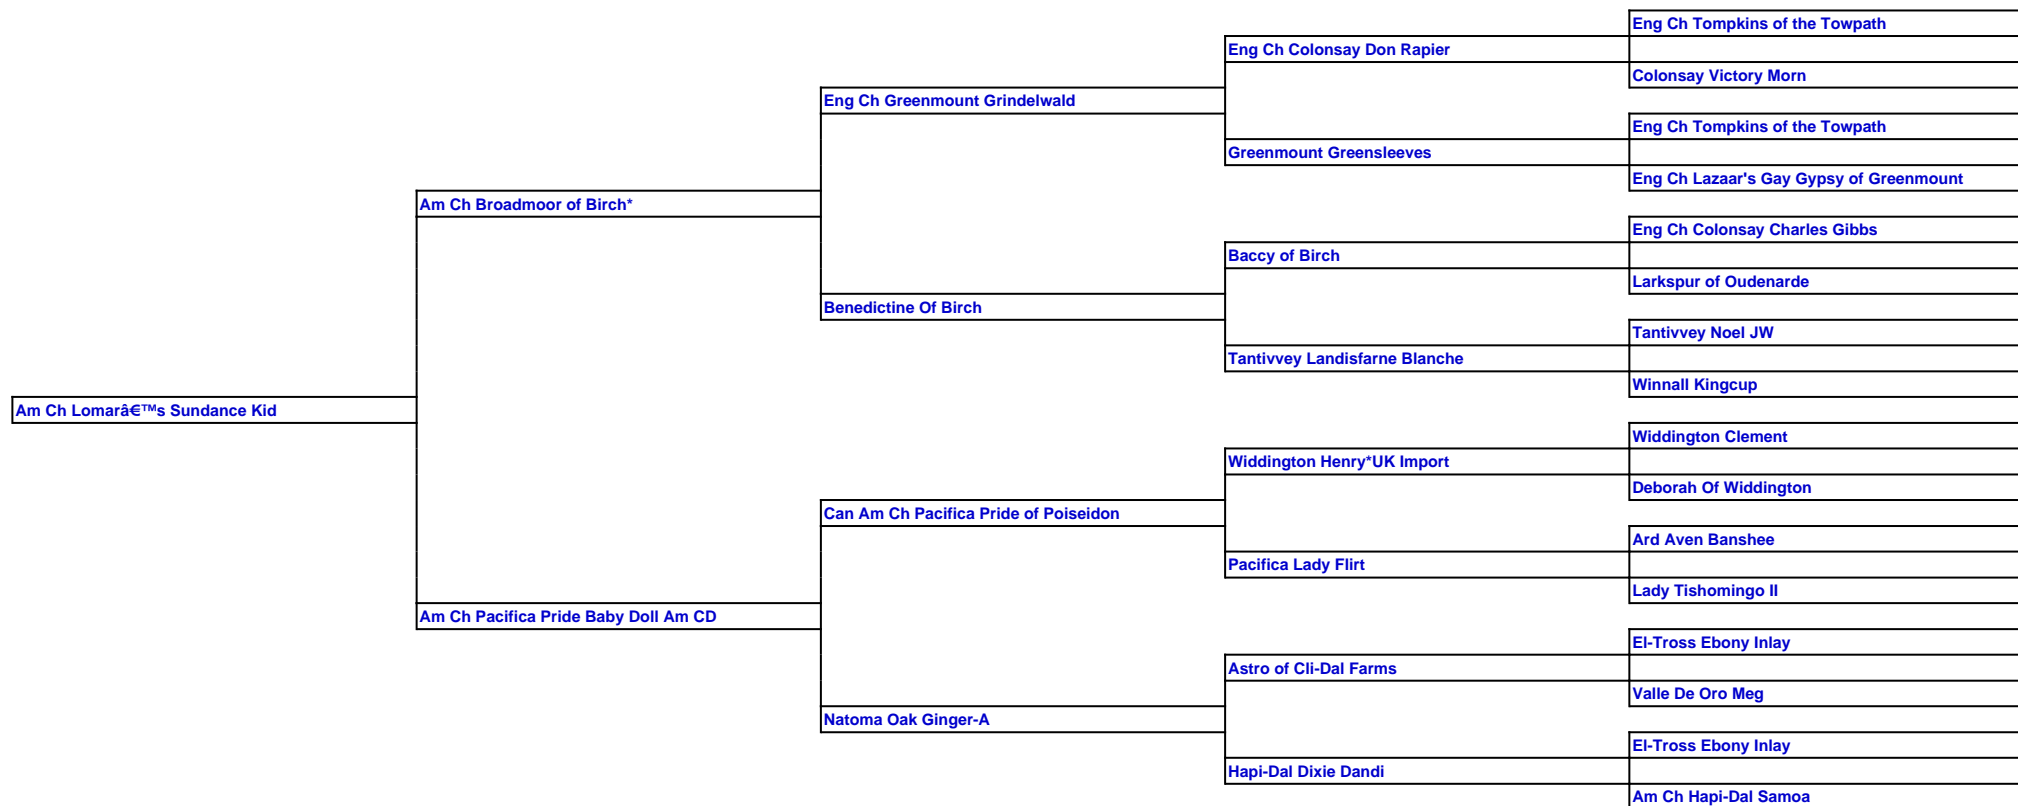 Eng Ch Tompkins of the Towpath
Eng Ch Colonsay Don Rapier
Colonsay Victory Morn
Eng Ch Greenmount Grindelwald
Eng Ch Tompkins of the Towpath
Greenmount Greensleeves
Eng Ch Lazaar's Gay Gypsy of Greenmount
Am Ch Broadmoor of Birch*
Eng Ch Colonsay Charles Gibbs
Baccy of Birch
Larkspur of Oudenarde
Benedictine Of Birch
Tantivvey Noel JW
Tantivvey Landisfarne Blanche
Winnall Kingcup
Am Ch Lomarâ€™s Sundance Kid
Widdington Clement
Widdington Henry*UK Import
Deborah Of Widdington
Can Am Ch Pacifica Pride of Poiseidon
Ard Aven Banshee
Pacifica Lady Flirt
Lady Tishomingo II
Am Ch Pacifica Pride Baby Doll Am CD
El-Tross Ebony Inlay
Astro of Cli-Dal Farms
Valle De Oro Meg
Natoma Oak Ginger-A
El-Tross Ebony Inlay
Hapi-Dal Dixie Dandi
Am Ch Hapi-Dal Samoa